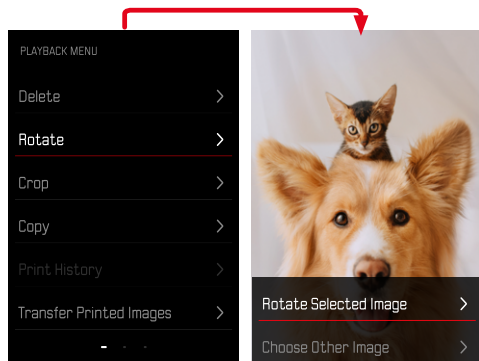 PLAYBACK MENU
Delete
Rotate
Crop
Copy
Print History
Transfer Printed Images
Rotate Selected Image
Choose Other Image